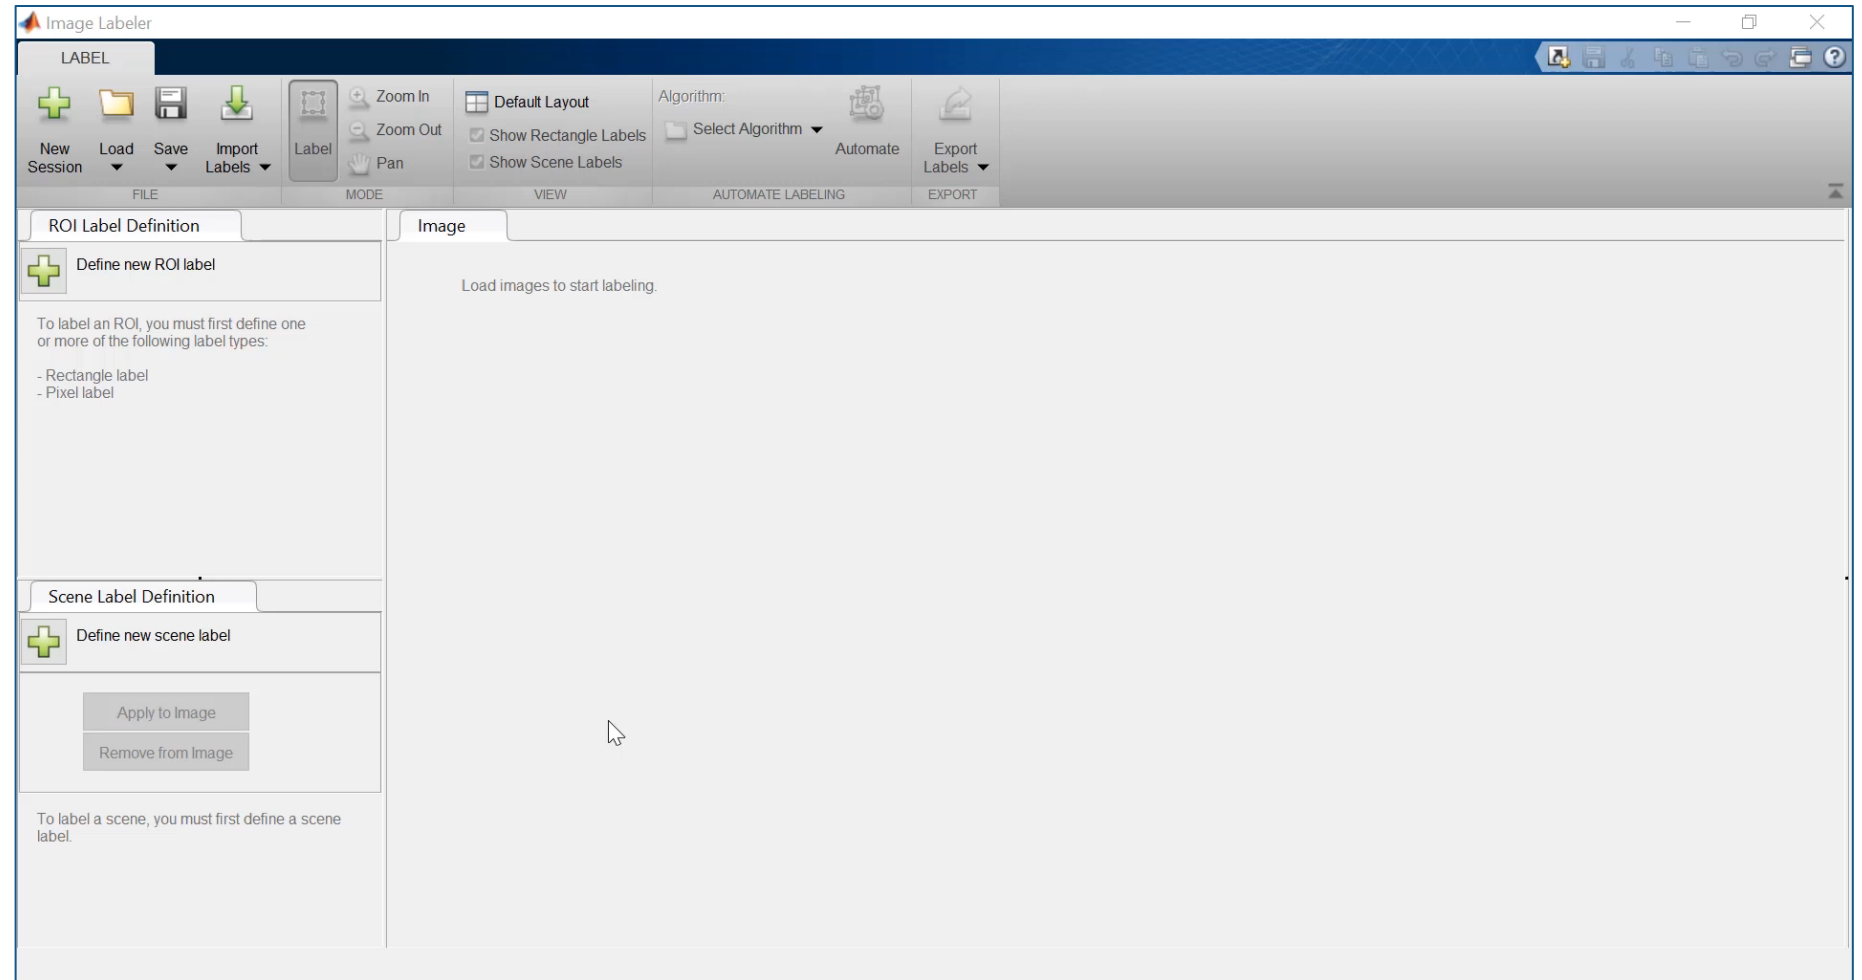 Image Labeler
LABEL
New
Session
Load
Save
Import
Labels
FILE
Label
Zoom In
Zoom Out
Pan
MODE
Default Layout
Show Rectangle Labels
Show Scene Labels
VIEW
Algorithm:
Select Algorithm
Automate
AUTOMATE LABELING
Export
Labels
EXPORT
ROI Label Definition
Define new ROI label
To label an ROI, you must first define one
or more of the following label types:
- Rectangle label
- Pixel label
Scene Label Definition
Define new scene label
Apply to Image
Remove from Image
To label a scene, you must first define a scene
label.
Image
Load images to start labeling.